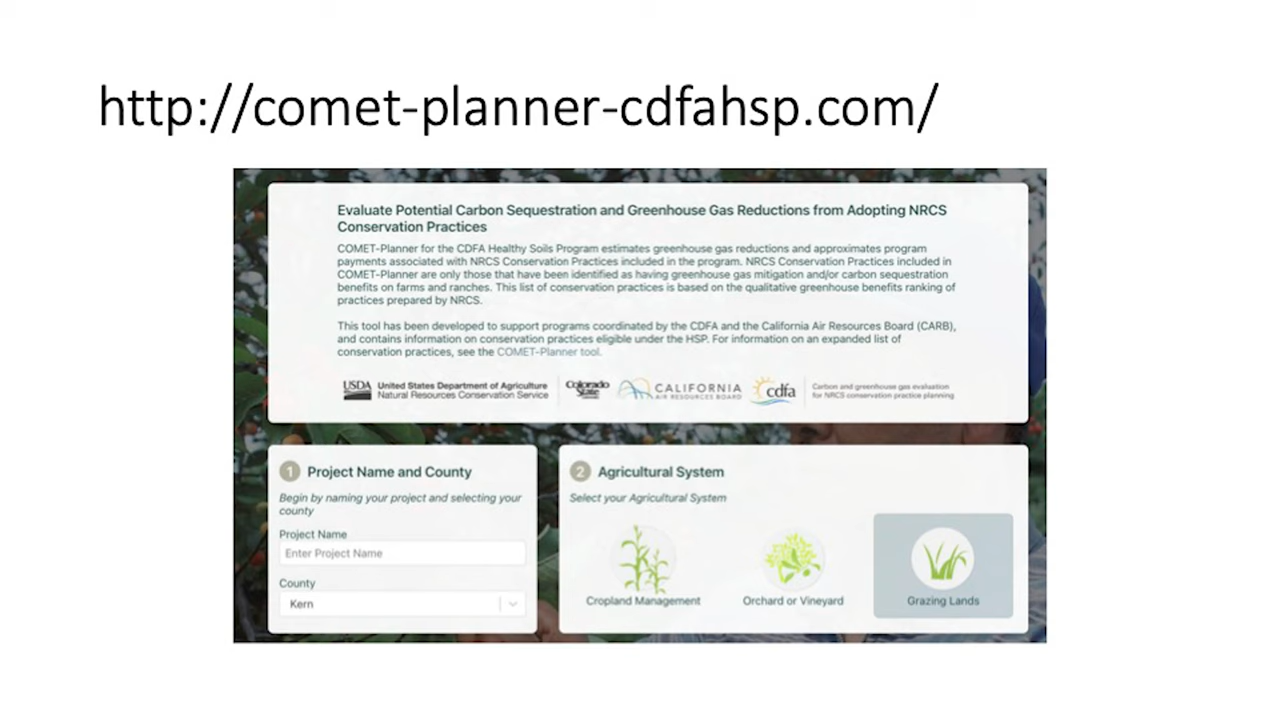 http://comet-planner-cdfahsp.com/
Evaluate Potential Carbon Sequestration and Greenhouse Gas Reductions from Adopting NRCS
Conservation Practices
COMET-Planner for the CDFA Healthy Soils Program estimates greenhouse gas reductions and approximates program
payments associated with NRCS Conservation Practices included in the program. NRCS Conservation Practices included in
COMET-Planner are only those that have been identified as having greenhouse gas mitigation and/or carbon sequestration
benefits on farms and ranches. This list of conservation practices is based on the qualitative greenhouse benefits ranking of
practices prepared by NRCS.
This tool has been developed to support programs coordinated by the CDFA and the California Air Resources Board (CARB),
and contains information on conservation practices eligible under the HSP. For information on an expanded list of
conservation practices, see the COMET-Planner tool.
USDA United States Department of Agriculture
Natural Resources Conservation Service
Colorado
State
CALIFORNIA
AIR RESOURCES BOARD
cdfa
Carbon and greenhouse gas evaluation
for NRCS conservation practice planning
1 Project Name and County
Begin by naming your project and selecting your
county
Project Name
Enter Project Name
County
Kern
2 Agricultural System
Select your Agricultural System
Cropland Management
Orchard or Vineyard
Grazing Lands